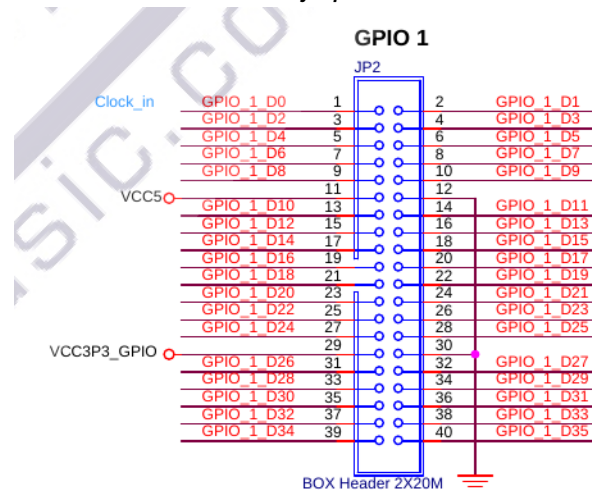 GPIO 1
JP2
Clock_in GPIO_1_D0 1 2 GPIO_1_D1
GPIO_1_D2 3 4 GPIO_1_D3
GPIO_1_D4 5 6 GPIO_1_D5
GPIO_1_D6 7 8 GPIO_1_D7
GPIO_1_D8 9 10 GPIO_1_D9
VCC5 11 12
GPIO_1_D10 13 14 GPIO_1_D11
GPIO_1_D12 15 16 GPIO_1_D13
GPIO_1_D14 17 18 GPIO_1_D15
GPIO_1_D16 19 20 GPIO_1_D17
GPIO_1_D18 21 22 GPIO_1_D19
GPIO_1_D20 23 24 GPIO_1_D21
GPIO_1_D22 25 26 GPIO_1_D23
GPIO_1_D24 27 28 GPIO_1_D25
VCC3P3_GPIO 29 30
GPIO_1_D26 31 32 GPIO_1_D27
GPIO_1_D28 33 34 GPIO_1_D29
GPIO_1_D30 35 36 GPIO_1_D31
GPIO_1_D32 37 38 GPIO_1_D33
GPIO_1_D34 39 40 GPIO_1_D35
BOX Header 2X20M